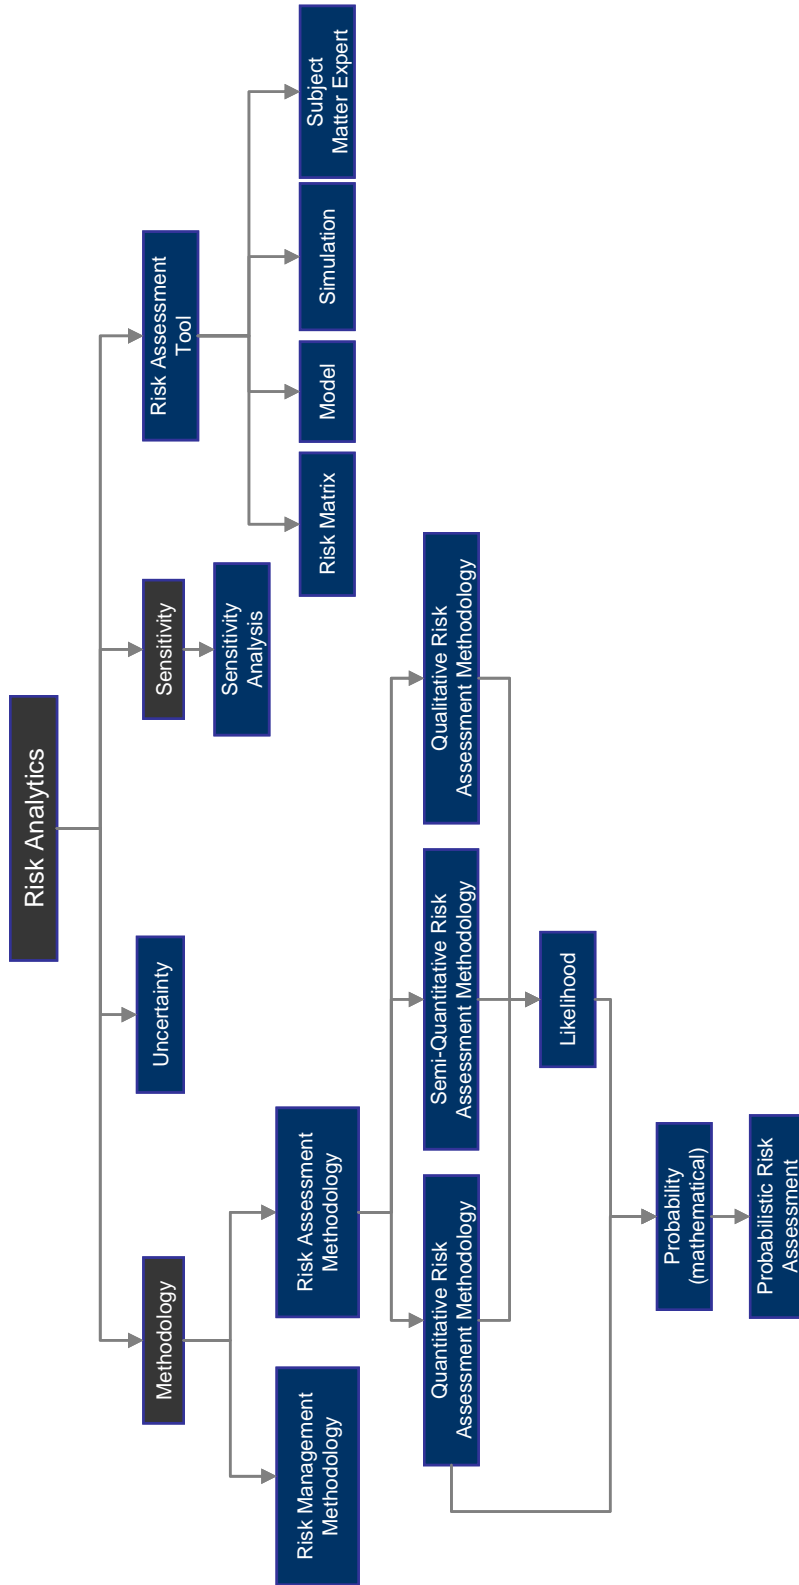 Risk Analytics
Methodology
Uncertainty
Sensitivity
Risk Assessment
Tool
Sensitivity
Analysis
Risk Management
Methodology
Risk Assessment
Methodology
Risk Matrix
Model
Simulation
Subject
Matter Expert
Quantitative Risk
Assessment Methodology
Semi-Quantitative Risk
Assessment Methodology
Qualitative Risk
Assessment Methodology
Likelihood
Probability
(mathematical)
Probabilistic Risk
Assessment